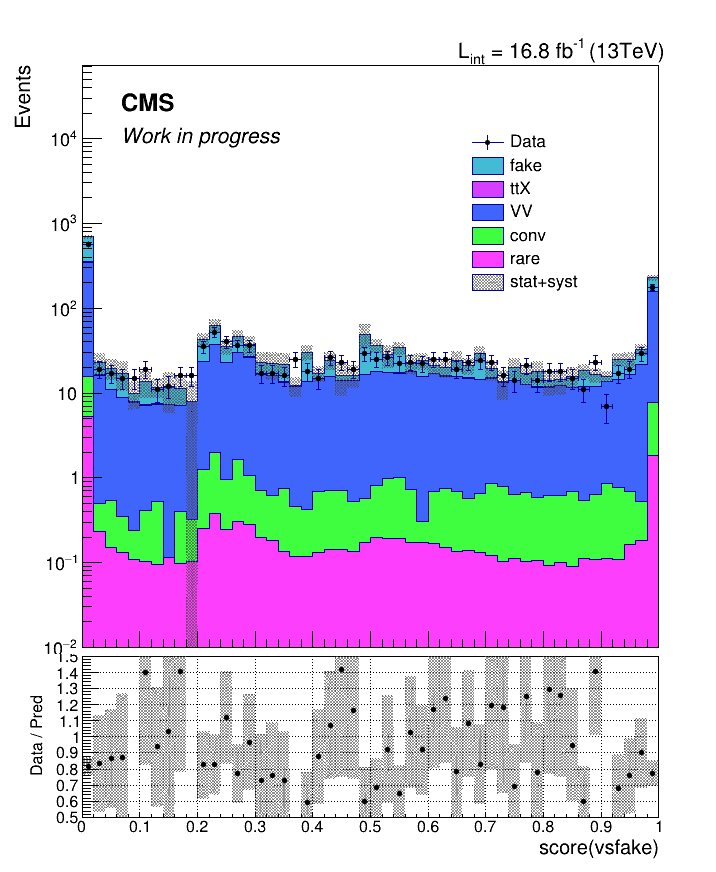 L_int = 16.8 fb^-1 (13TeV)
Events
CMS
Work in progress
Data
fake
ttX
VV
conv
rare
stat+syst
10^4
10^3
10^2
10
1
10^-1
10^-2
Data / Pred
1.5
1.4
1.3
1.2
1.1
1
0.9
0.8
0.7
0.6
0.5
0 0.1 0.2 0.3 0.4 0.5 0.6 0.7 0.8 0.9 1
score(vsfake)